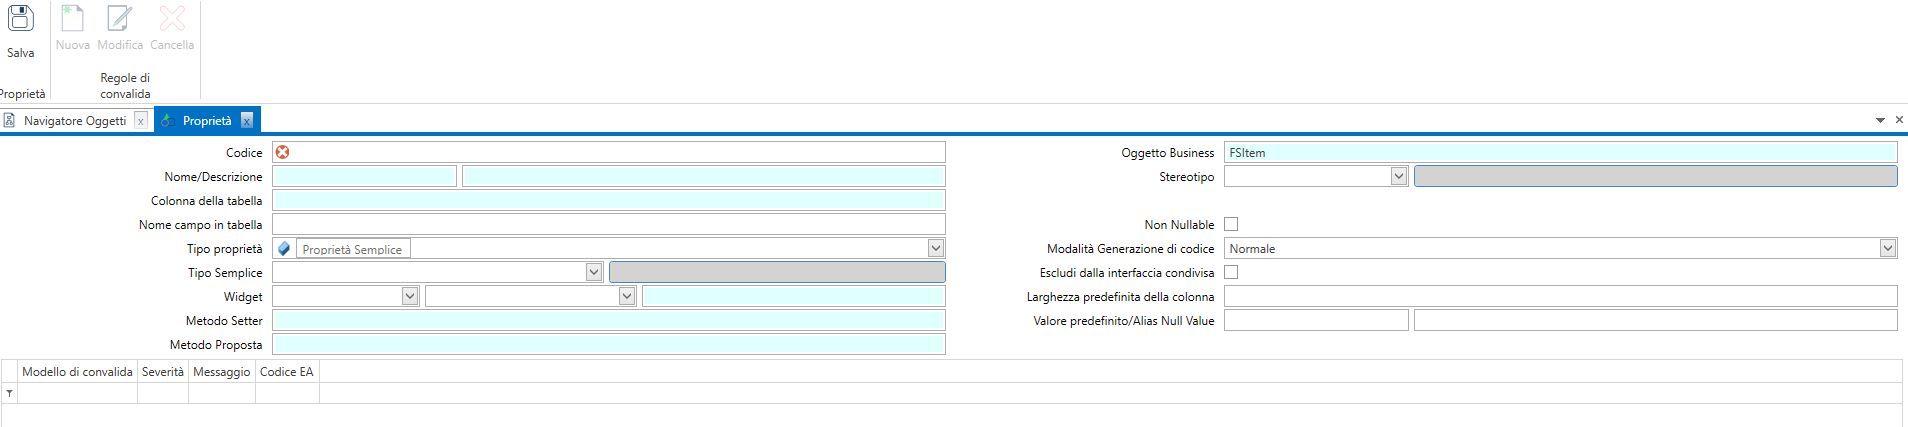 Salva
Nuova Modifica Cancella
Proprietà
Regole di
convalida
Navigatore Oggetti x
Proprietà x
Codice
Nome/Descrizione
Colonna della tabella
Nome campo in tabella
Tipo proprietà Proprietà Semplice
Tipo Semplice
Widget
Metodo Setter
Metodo Proposta
Oggetto Business FSItem
Stereotipo
Non Nullable
Modalità Generazione di codice Normale
Escludi dalla interfaccia condivisa
Larghezza predefinita della colonna
Valore predefinito/Alias Null Value
Modello di convalida Severità Messaggio Codice EA